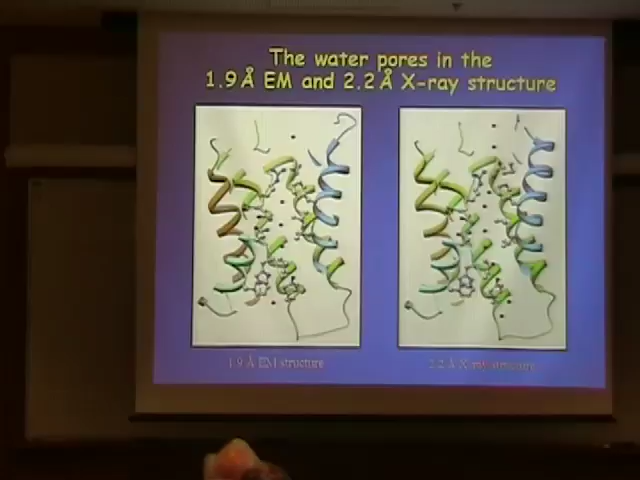 The water pores in the
1.9Å EM and 2.2Å X-ray structure
1.9 Å EM structure
2.2 Å X-ray structure